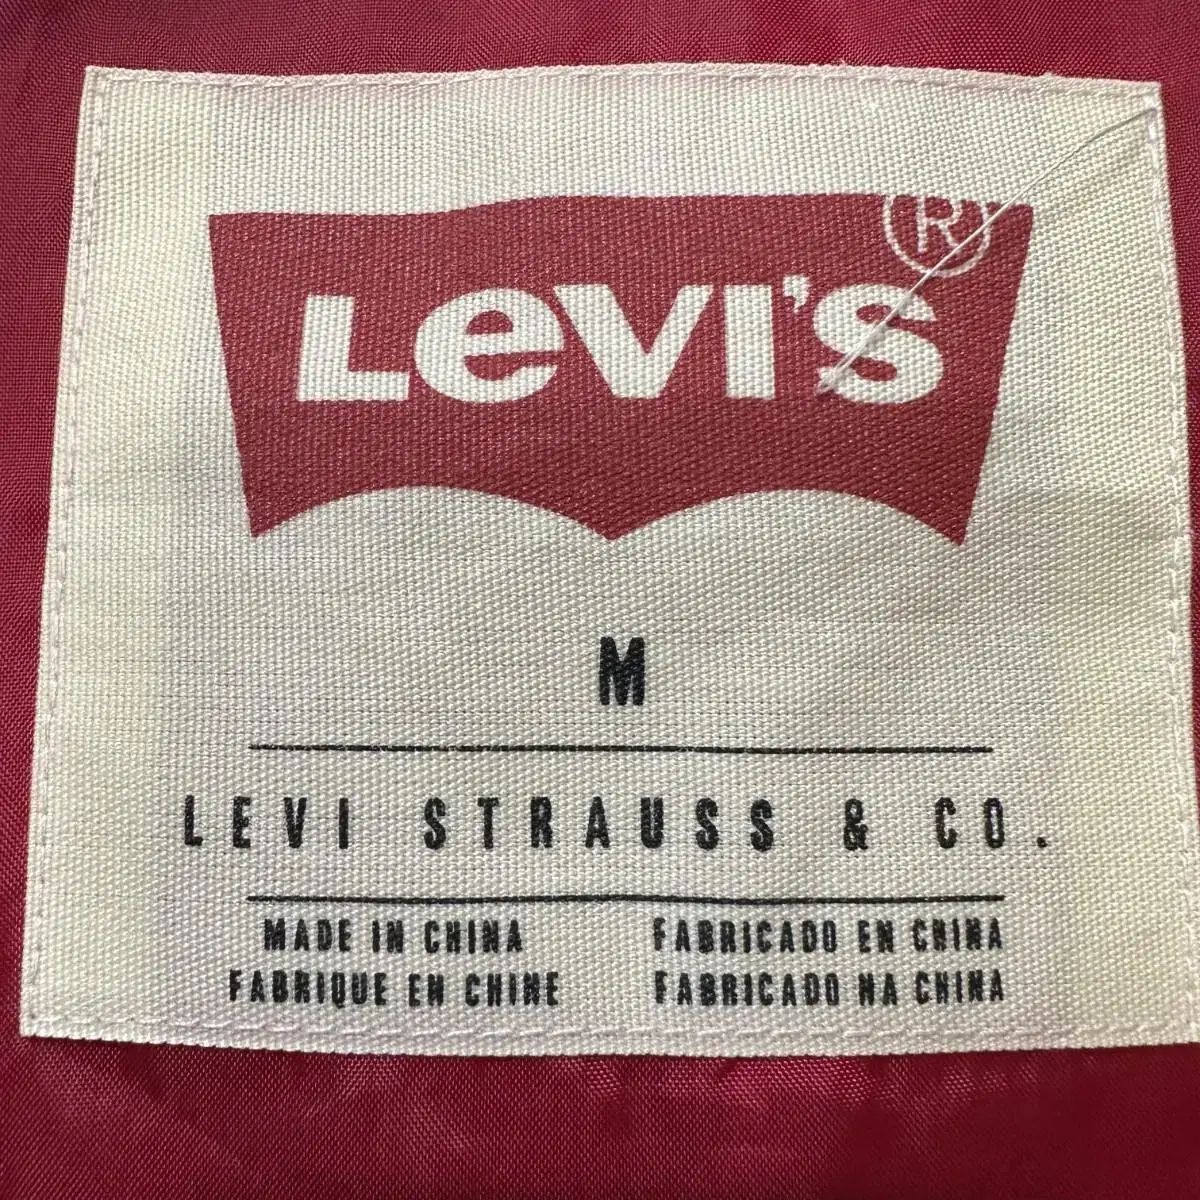 LEVI'S®
M
LEVI STRAUSS & CO.
MADE IN CHINA
FABRIQUE EN CHINE
FABRICADO EN CHINA
FABRICADO NA CHINA